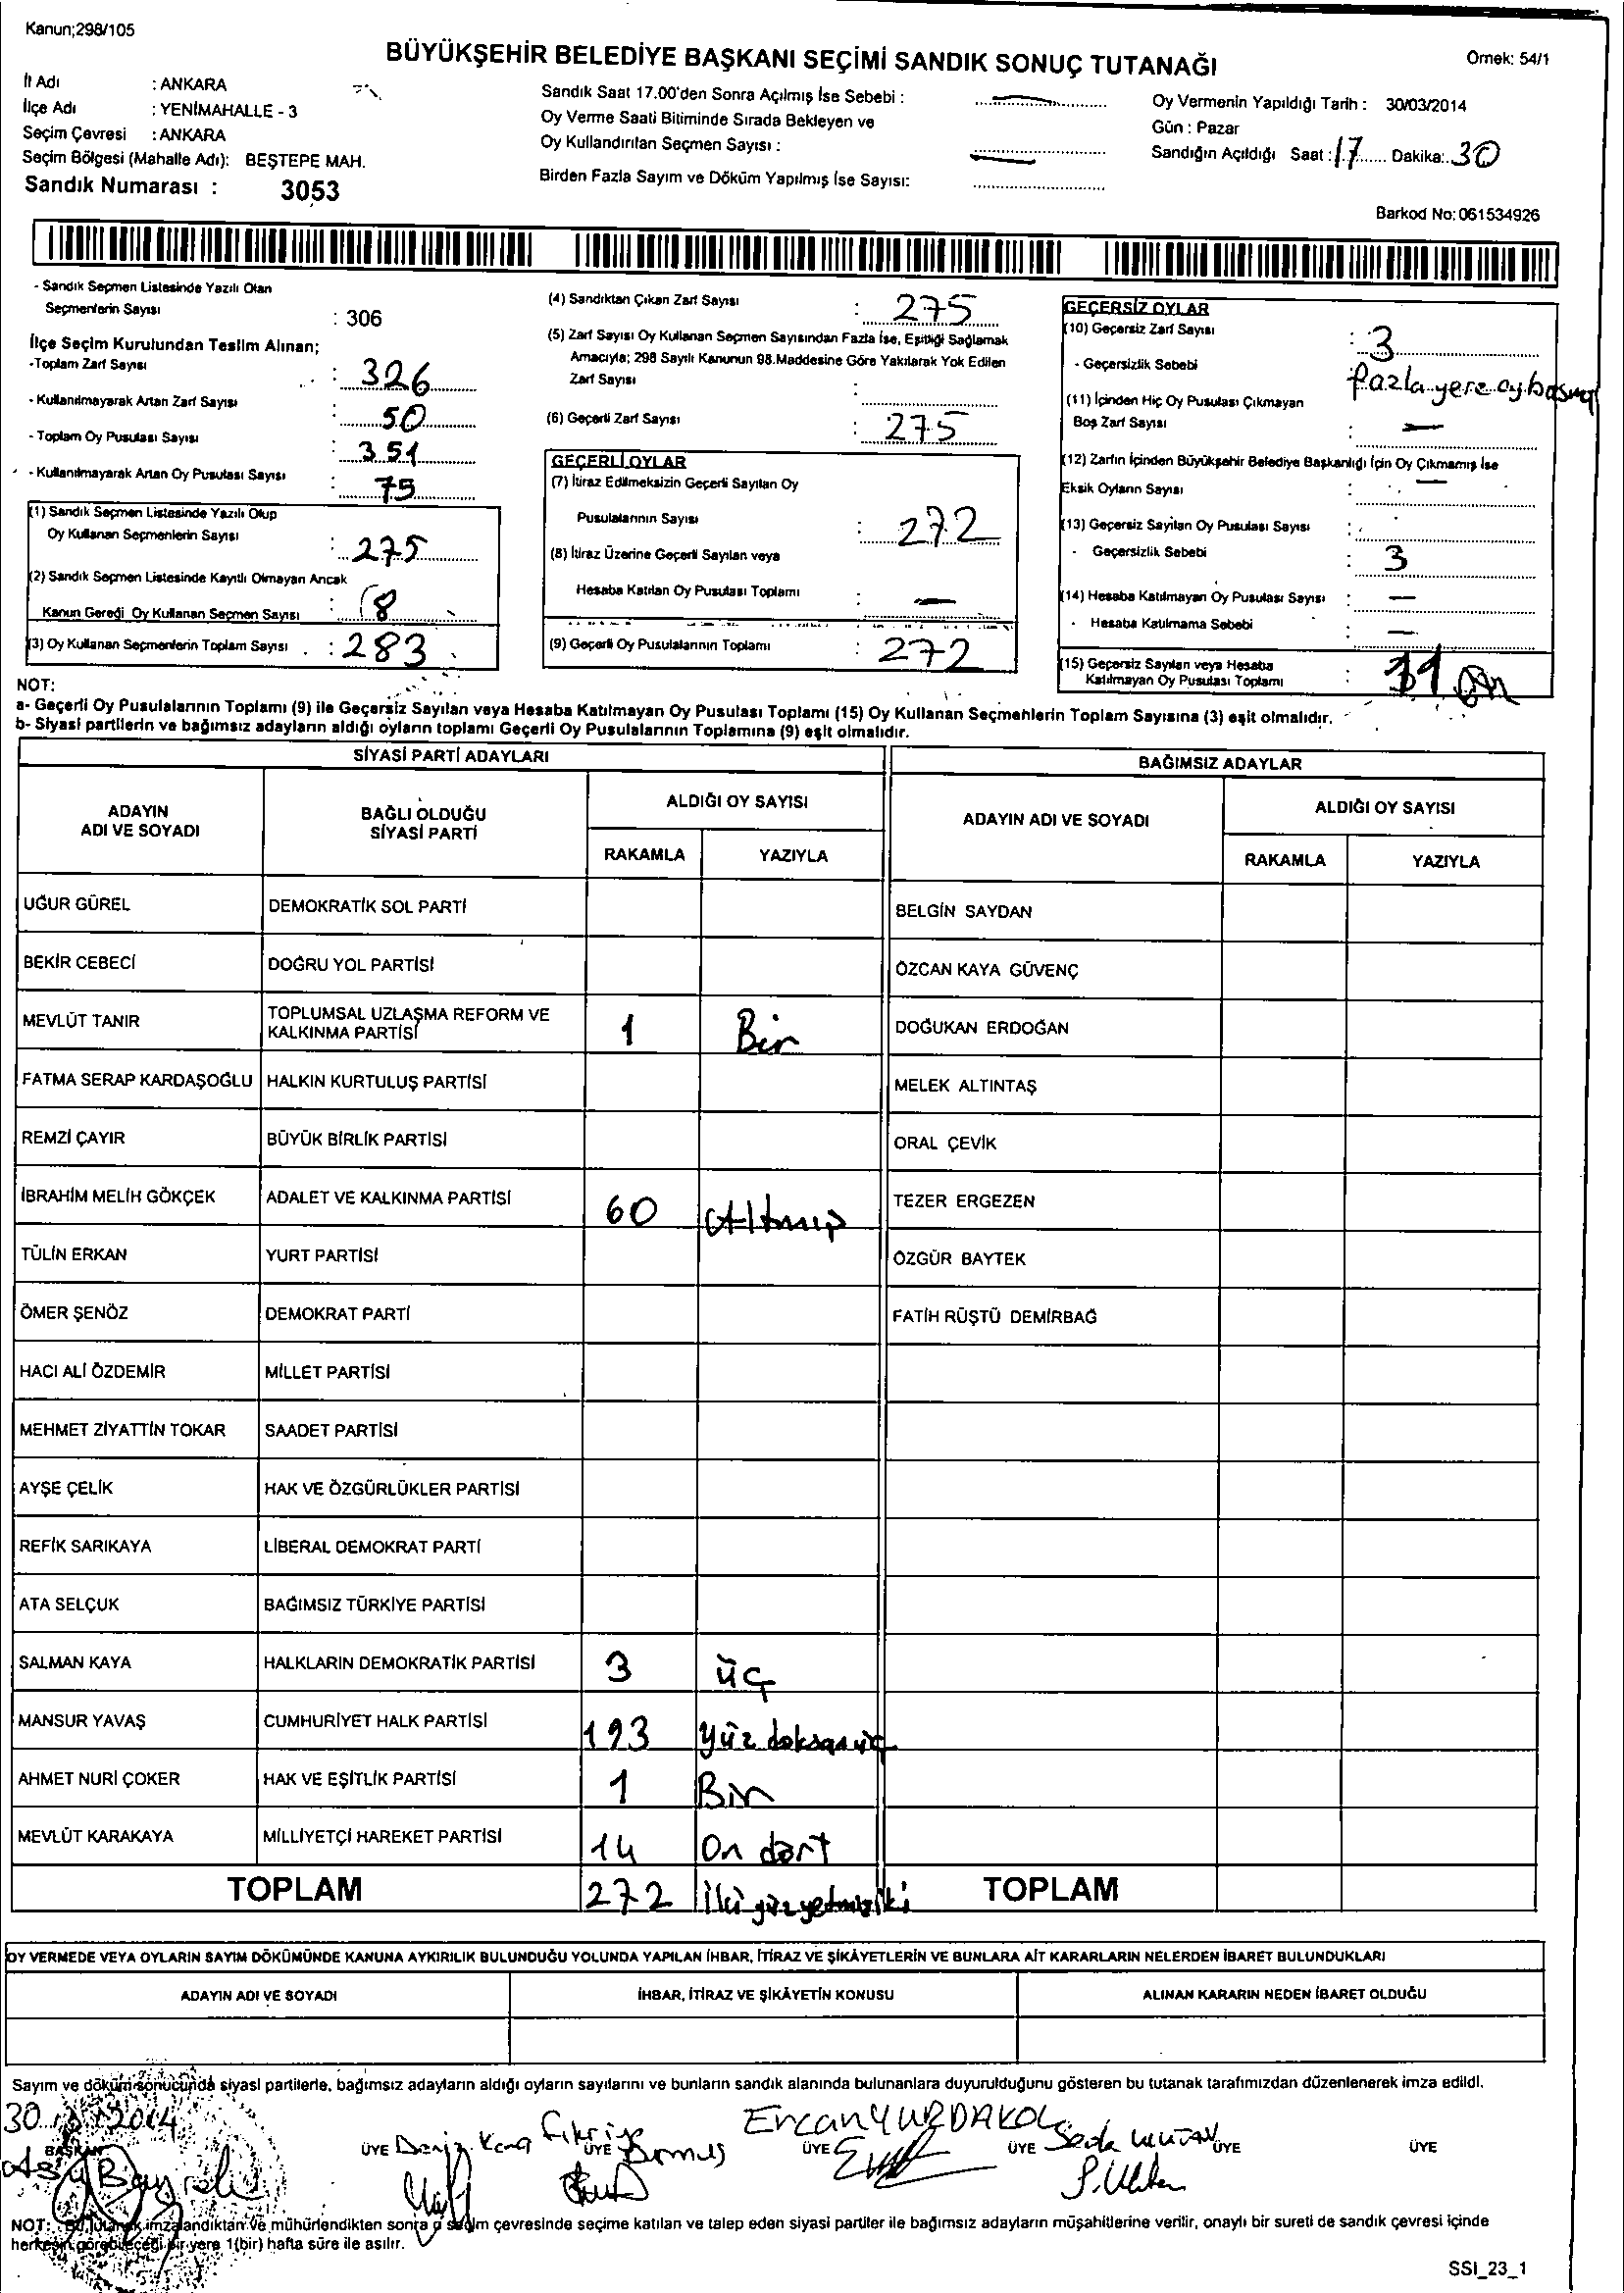 Kanun;298/105
BÜYÜKŞEHİR BELEDİYE BAŞKANI SEÇİMİ SANDIK SONUÇ TUTANAĞI
Örnek: 54/1
İl Adı : ANKARA
İlçe Adı : YENİMAHALLE - 3
Seçim Çevresi : ANKARA
Seçim Bölgesi (Mahalle Adı): BEŞTEPE MAH.
Sandık Numarası : 3053
Sandık Saat 17.00'den Sonra Açılmış İse Sebebi :
Oy Verme Saati Bitiminde Sırada Bekleyen ve
Oy Kullandırılan Seçmen Sayısı :
Birden Fazla Sayım ve Döküm Yapılmış İse Sayısı:
Oy Vermenin Yapıldığı Tarih : 30/03/2014
Gün : Pazar
Sandığın Açıldığı Saat : 17 Dakika: 30
Barkod No: 061534926
- Sandık Seçmen Listesinde Yazılı Olan
Seçmenlerin Sayısı : 306
İlçe Seçim Kurulundan Teslim Alınan;
-Toplam Zarf Sayısı : 326
- Kullanılmayarak Artan Zarf Sayısı : 50
- Toplam Oy Pusulası Sayısı : 351
- Kullanılmayarak Artan Oy Pusulası Sayısı : 75
(1) Sandık Seçmen Listesinde Yazılı Olup
Oy Kullanan Seçmenlerin Sayısı : 275
(2) Sandık Seçmen Listesinde Kayıtlı Olmayan Ancak
Kanun Gereği Oy Kullanan Seçmen Sayısı : 8
(3) Oy Kullanan Seçmenlerin Toplam Sayısı : 283
(4) Sandıktan Çıkan Zarf Sayısı : 275
(5) Zarf Sayısı Oy Kullanan Seçmen Sayısından Fazla İse, Eşitliği Sağlamak
Amacıyla; 298 Sayılı Kanunun 98.Maddesine Göre Yakılarak Yok Edilen
Zarf Sayısı :
(6) Geçerli Zarf Sayısı : 275
GEÇERLİ OYLAR
(7) İtiraz Edilmeksizin Geçerli Sayılan Oy
Pusulalarının Sayısı : 272
(8) İtiraz Üzerine Geçerli Sayılan veya
Hesaba Katılan Oy Pusulası Toplamı : —
(9) Geçerli Oy Pusulalarının Toplamı : 272
GEÇERSİZ OYLAR
(10) Geçersiz Zarf Sayısı : 3
- Geçersizlik Sebebi fazla yere oy basma
(11) İçinden Hiç Oy Pusulası Çıkmayan
Boş Zarf Sayısı : —
(12) Zarfın İçinden Büyükşehir Belediye Başkanlığı İçin Oy Çıkmamış İse
Eksik Oyların Sayısı : —
(13) Geçersiz Sayılan Oy Pusulası Sayısı :
- Geçersizlik Sebebi : 3
(14) Hesaba Katılmayan Oy Pusulası Sayısı : —
- Hesaba Katılmama Sebebi : —
(15) Geçersiz Sayılan veya Hesaba
Katılmayan Oy Pusulası Toplamı :
NOT:
a- Geçerli Oy Pusulalarının Toplamı (9) ile Geçersiz Sayılan veya Hesaba Katılmayan Oy Pusulası Toplamı (15) Oy Kullanan Seçmenlerin Toplam Sayısına (3) eşit olmalıdır.
b- Siyasi partilerin ve bağımsız adayların aldığı oyların toplamı Geçerli Oy Pusulalarının Toplamına (9) eşit olmalıdır.
SİYASİ PARTİ ADAYLARI
BAĞIMSIZ ADAYLAR
ADAYIN ADI VE SOYADI
BAĞLI OLDUĞU SİYASİ PARTİ
ALDIĞI OY SAYISI
RAKAMLA YAZIYLA
ADAYIN ADI VE SOYADI
ALDIĞI OY SAYISI
RAKAMLA YAZIYLA
UĞUR GÜREL DEMOKRATİK SOL PARTİ BELGİN SAYDAN
BEKİR CEBECİ DOĞRU YOL PARTİSİ ÖZCAN KAYA GÜVENÇ
MEVLÜT TANIR TOPLUMSAL UZLAŞMA REFORM VE KALKINMA PARTİSİ 1 Bir DOĞUKAN ERDOĞAN
FATMA SERAP KARDAŞOĞLU HALKIN KURTULUŞ PARTİSİ MELEK ALTINTAŞ
REMZİ ÇAYIR BÜYÜK BİRLİK PARTİSİ ORAL ÇEVİK
İBRAHİM MELİH GÖKÇEK ADALET VE KALKINMA PARTİSİ 60 Altmış TEZER ERGEZEN
TÜLİN ERKAN YURT PARTİSİ ÖZGÜR BAYTEK
ÖMER ŞENÖZ DEMOKRAT PARTİ FATİH RÜŞTÜ DEMİRBAĞ
HACI ALİ ÖZDEMİR MİLLET PARTİSİ
MEHMET ZİYATTİN TOKAR SAADET PARTİSİ
AYŞE ÇELİK HAK VE ÖZGÜRLÜKLER PARTİSİ
REFİK SARIKAYA LİBERAL DEMOKRAT PARTİ
ATA SELÇUK BAĞIMSIZ TÜRKİYE PARTİSİ
SALMAN KAYA HALKLARIN DEMOKRATİK PARTİSİ 3 üç
MANSUR YAVAŞ CUMHURİYET HALK PARTİSİ 193 yüz doksan üç
AHMET NURİ ÇOKER HAK VE EŞİTLİK PARTİSİ 1 Bir
MEVLÜT KARAKAYA MİLLİYETÇİ HAREKET PARTİSİ 14 On dört
TOPLAM 272 İki yüz yetmiş iki TOPLAM
OY VERMEDE VEYA OYLARIN SAYIM DÖKÜMÜNDE KANUNA AYKIRILIK BULUNDUĞU YOLUNDA YAPILAN İHBAR, İTİRAZ VE ŞİKÂYETLERİN VE BUNLARA AİT KARARLARIN NELERDEN İBARET BULUNDUKLARI
ADAYIN ADI VE SOYADI İHBAR, İTİRAZ VE ŞİKÂYETİN KONUSU ALINAN KARARIN NEDEN İBARET OLDUĞU
Sayım ve döküm sonucunda siyasi partilerle, bağımsız adayların aldığı oyların sayılarını ve bunların sandık alanında bulunanlara duyurulduğunu gösteren bu tutanak tarafımızdan düzenlenerek imza edildi.
30 2014
BAŞKAN ÜYE Deniz ÜYE Fikriye ÜYE Ercan YURDAKOL ÜYE Seda ÜYE ÜYE
NOT: Bu tutanak imzalandıktan ve mühürlendikten sonra o seçim çevresinde seçime katılan ve talep eden siyasi partiler ile bağımsız adayların müşahitlerine verilir, onaylı bir sureti de sandık çevresi içinde
herkesin görebileceği bir yere 1(bir) hafta süre ile asılır.
SSI_23_1